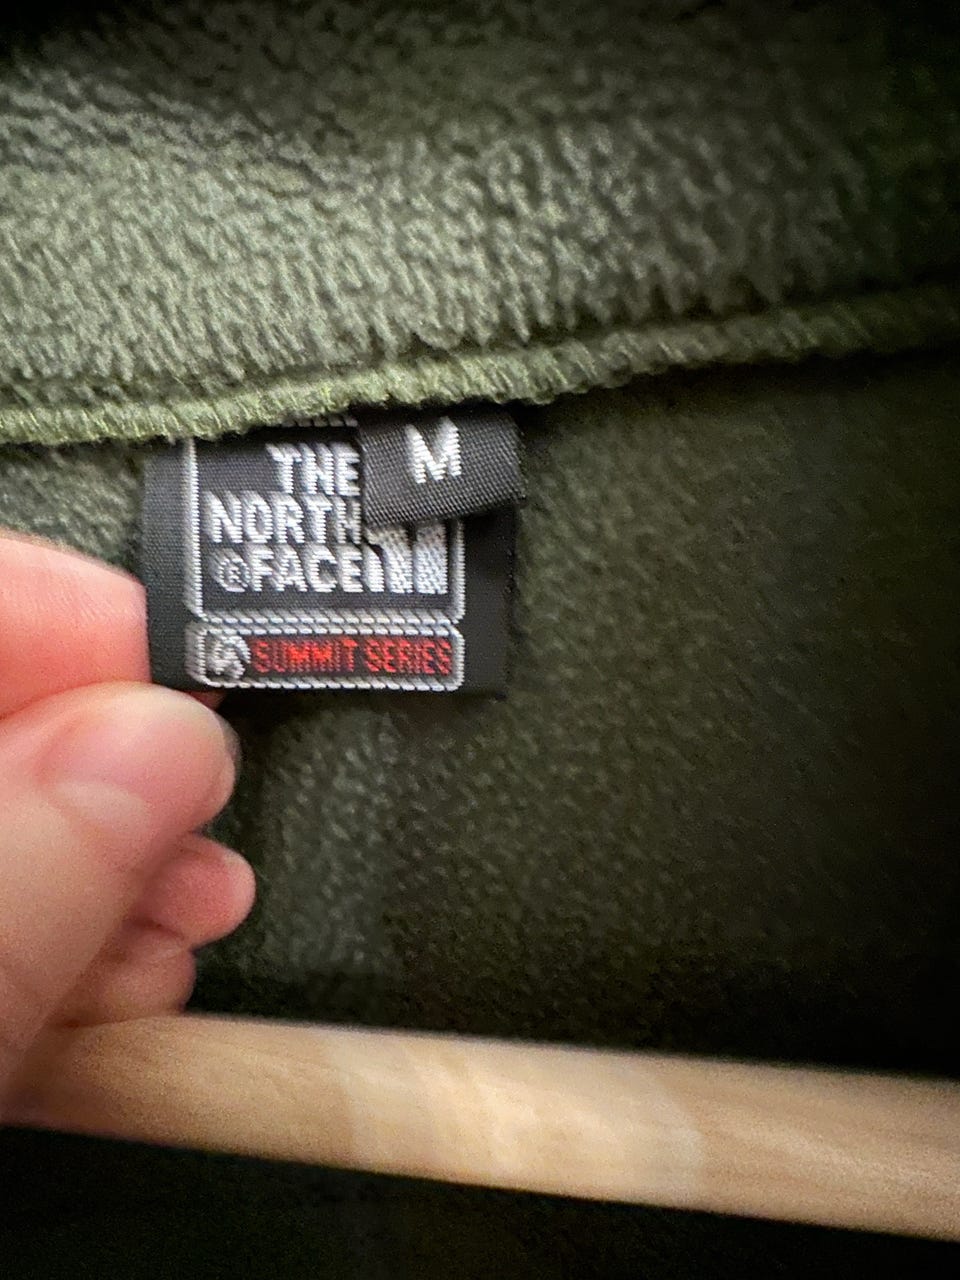 M
THE
NORTH
®FACE
SUMMIT SERIES